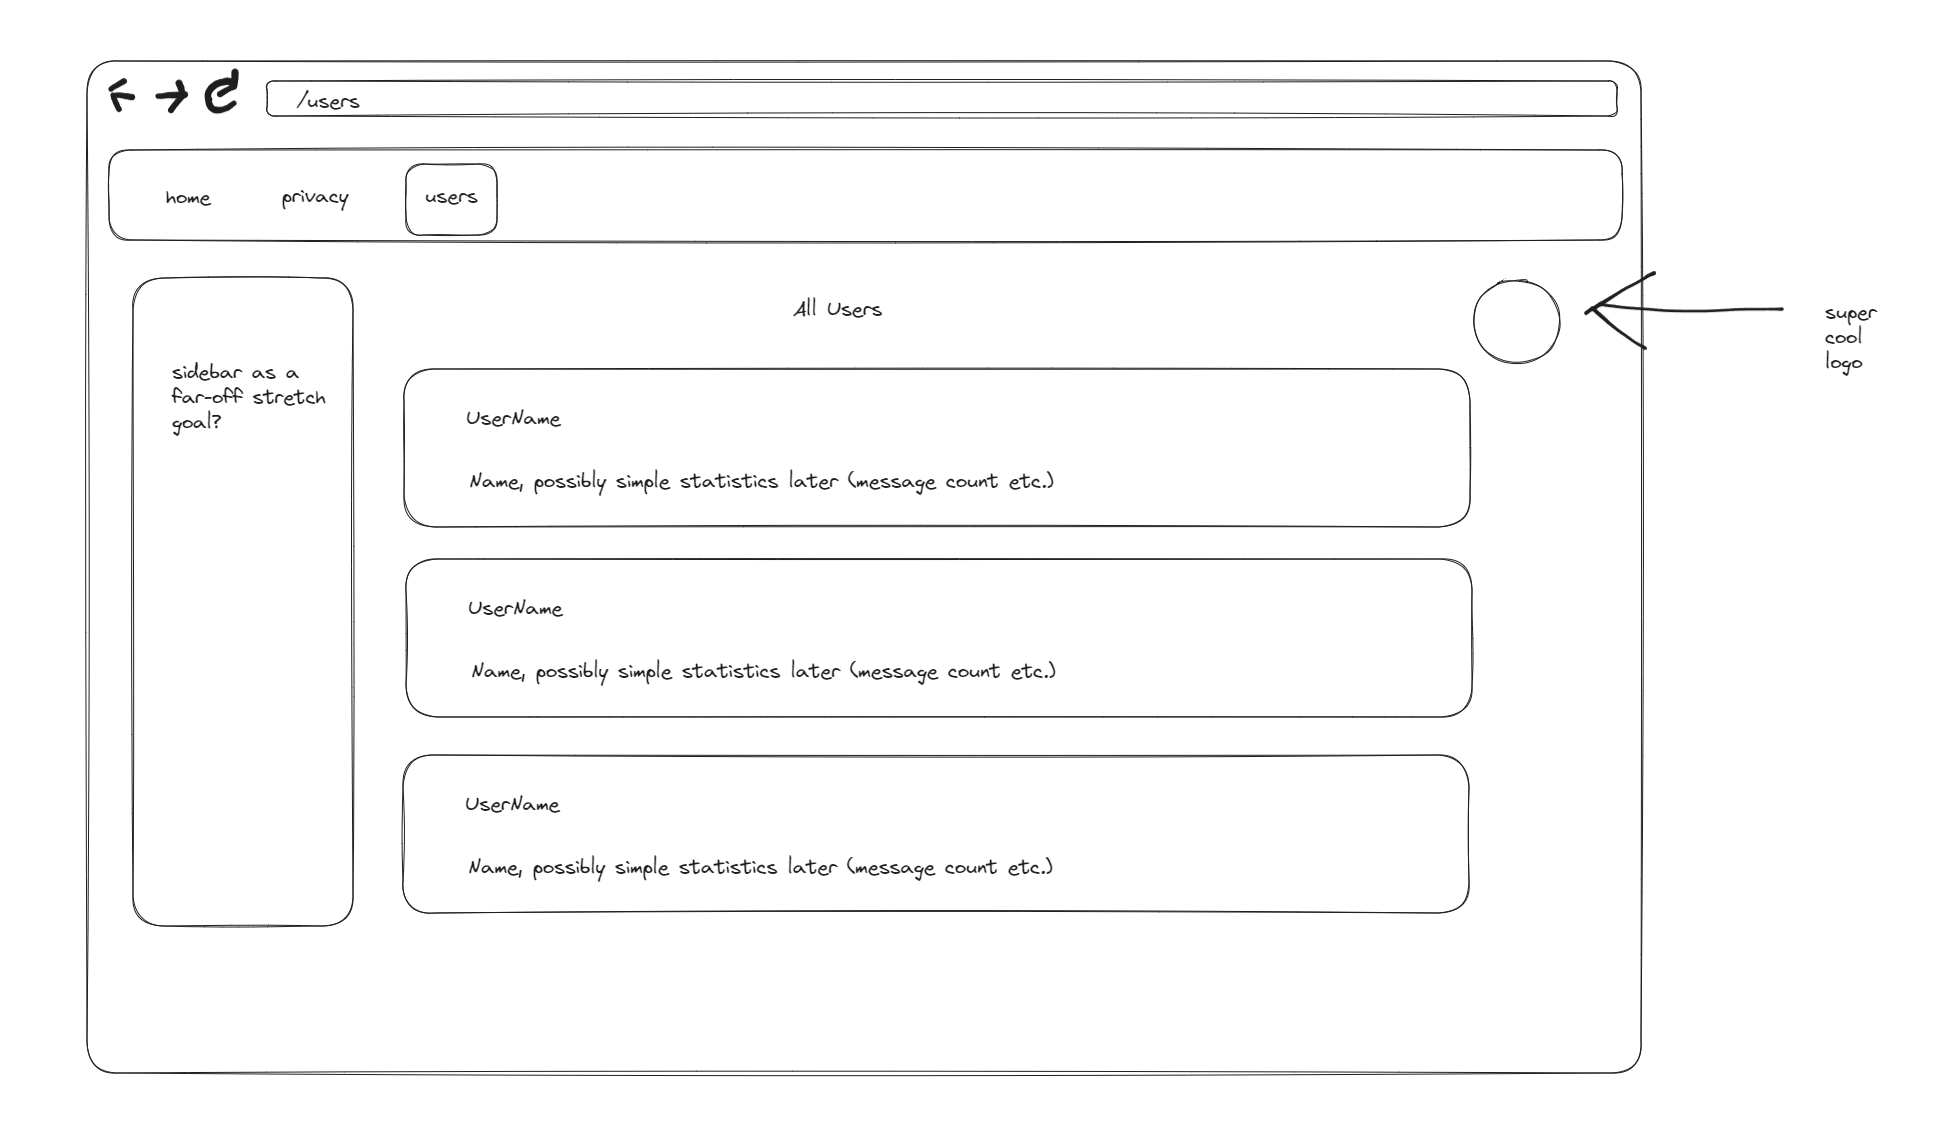 /users
home
privacy
users
All Users
super
cool
logo
sidebar as a
far-off stretch
goal?
UserName
Name, possibly simple statistics later (message count etc.)
UserName
Name, possibly simple statistics later (message count etc.)
UserName
Name, possibly simple statistics later (message count etc.)